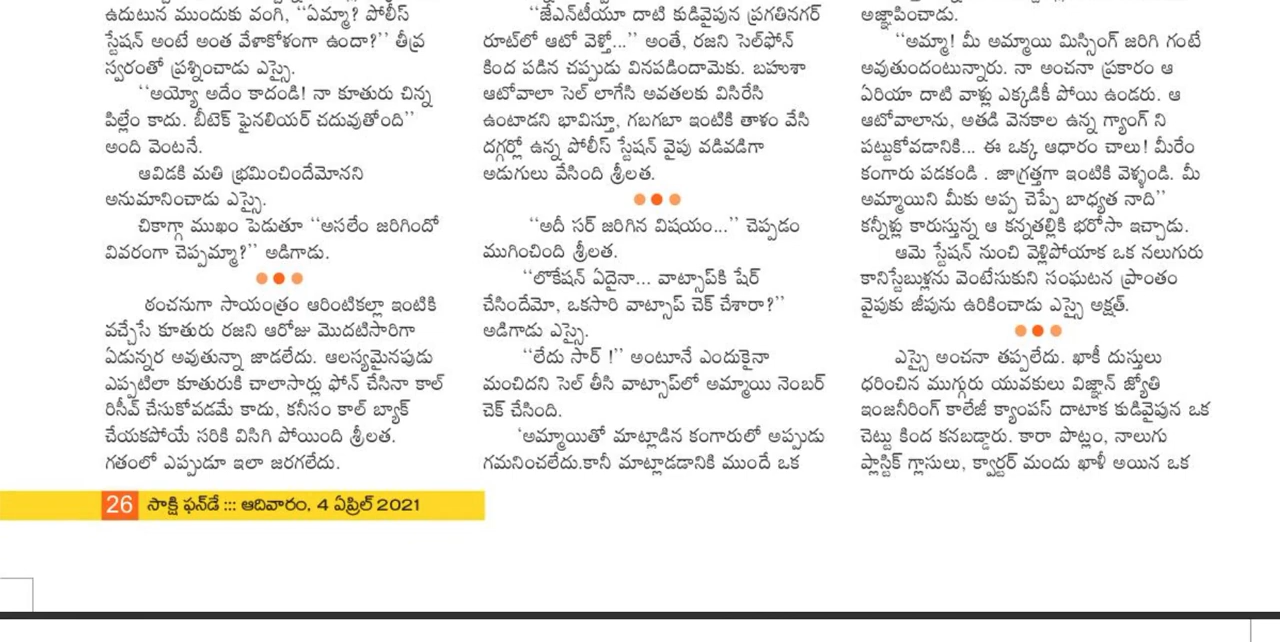 ఉదుటున ముందుకు వంగి, “ఏమ్మా? పోలీస్
స్టేషన్ అంటే అంత వేళాకోళంగా ఉందా?” తీవ్ర
స్వరంతో ప్రశ్నించాడు ఎస్సై.
“అయ్యో అదేం కాదండి! నా కూతురు చిన్న
పిల్లేం కాదు. బీటెక్ ఫైనలియర్ చదువుతోంది”
అంది వెంటనే.
ఆవిడకి మతి భ్రమించిందేమోనని
అనుమానించాడు ఎస్సై.
చికాగ్గా ముఖం పెడుతూ “అసలేం జరిగిందో
వివరంగా చెప్పమ్మా?” అడిగాడు.
ఠంచనుగా సాయంత్రం ఆరింటికల్లా ఇంటికి
వచ్చేసే కూతురు రజని ఆరోజు మొదటిసారిగా
ఏడున్నర అవుతున్నా జాడలేదు. ఆలస్యమైనపుడు
ఎప్పటిలా కూతురుకి చాలాసార్లు ఫోన్ చేసినా కాల్
రిసీవ్ చేసుకోవడమే కాదు, కనీసం కాల్ బ్యాక్
చేయకపోయే సరికి విసిగి పోయింది శ్రీలత.
గతంలో ఎప్పుడూ ఇలా జరగలేదు.
“జేఎన్‌టీయూ దాటి కుడివైపున ప్రగతినగర్
రూట్‌లో ఆటో వెళ్తో...” అంతే, రజని సెల్‌ఫోన్
కింద పడిన చప్పుడు వినపడిందామెకు. బహుశా
ఆటోవాలా సెల్ లాగేసి అవతలకు విసిరేసి
ఉంటాడని భావిస్తూ, గబగబా ఇంటికి తాళం వేసి
దగ్గర్లో ఉన్న పోలీస్ స్టేషన్ వైపు వడివడిగా
అడుగులు వేసింది శ్రీలత.
“అదీ సర్ జరిగిన విషయం...” చెప్పడం
ముగించింది శ్రీలత.
“లొకేషన్ ఏదైనా... వాట్సాప్‌కి షేర్
చేసిందేమో, ఒకసారి వాట్సాప్ చెక్ చేశారా?”
అడిగాడు ఎస్సై.
“లేదు సార్ !” అంటూనే ఎందుకైనా
మంచిదని సెల్ తీసి వాట్సాప్‌లో అమ్మాయి నెంబర్
చెక్ చేసింది.
‘అమ్మాయితో మాట్లాడిన కంగారులో అప్పుడు
గమనించలేదు.కానీ మాట్లాడడానికి ముందే ఒక
అజ్ఞాపించాడు.
“అమ్మా! మీ అమ్మాయి మిస్సింగ్ జరిగి గంటే
అవుతుందంటున్నారు. నా అంచనా ప్రకారం ఆ
ఏరియా దాటి వాళ్లు ఎక్కడికీ పోయి ఉండరు. ఆ
ఆటోవాలాను, అతడి వెనకాల ఉన్న గ్యాంగ్ ని
పట్టుకోవడానికి... ఈ ఒక్క ఆధారం చాలు! మీరేం
కంగారు పడకండి . జాగ్రత్తగా ఇంటికి వెళ్ళండి. మీ
అమ్మాయిని మీకు అప్ప చెప్పే బాధ్యత నాది”
కన్నీళ్లు కారుస్తున్న ఆ కన్నతల్లికి భరోసా ఇచ్చాడు.
ఆమె స్టేషన్ నుంచి వెళ్లిపోయాక ఒక నలుగురు
కానిస్టేబుళ్లను వెంటేసుకుని సంఘటన ప్రాంతం
వైపుకు జీపును ఉరికించాడు ఎస్సై అక్షత్.
ఎస్సై అంచనా తప్పలేదు. ఖాకీ దుస్తులు
ధరించిన ముగ్గురు యువకులు విజ్ఞాన్ జ్యోతి
ఇంజనీరింగ్ కాలేజీ క్యాంపస్ దాటాక కుడివైపున ఒక
చెట్టు కింద కనబడ్డారు. కారా పొట్లం, నాలుగు
ప్లాస్టిక్ గ్లాసులు, క్వార్టర్ మందు ఖాళీ అయిన ఒక
26 సాక్షి ఫన్‌డే ::: ఆదివారం, 4 ఏప్రిల్ 2021